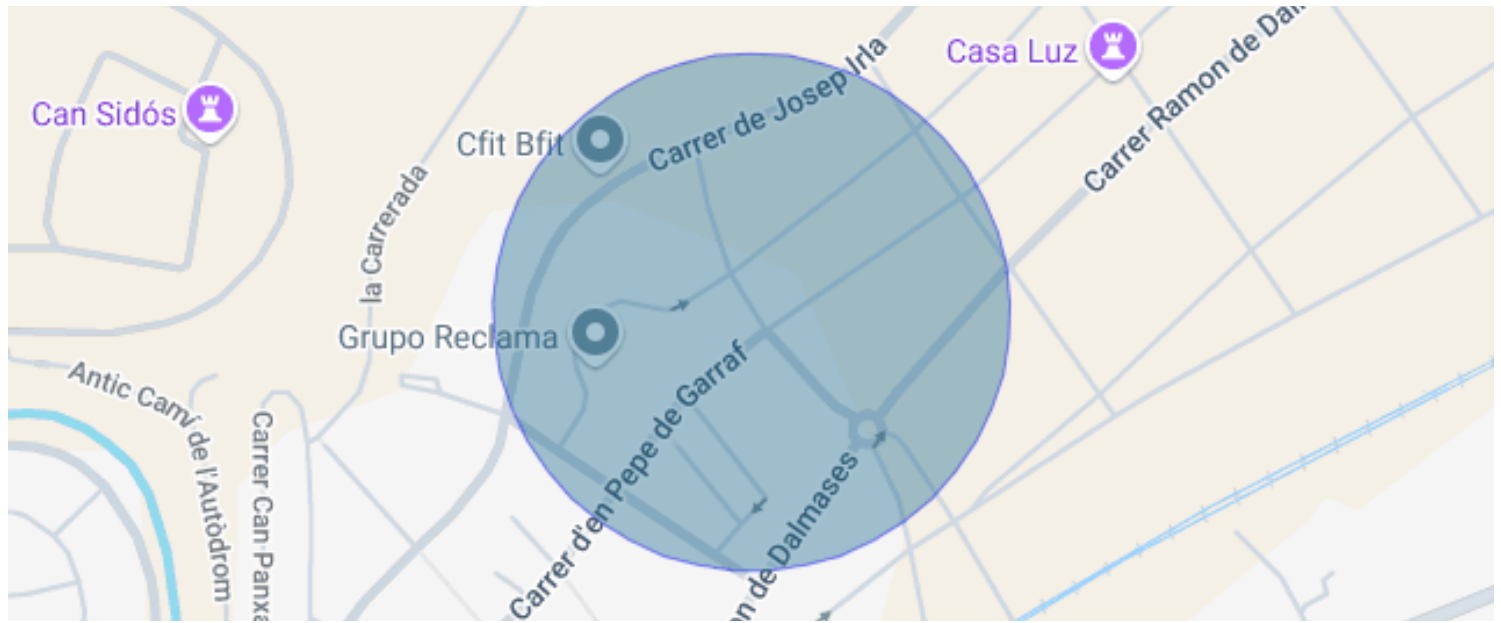 Casa Luz
Carrer Ramon de Dal
Can Sidós
Cfit Bfit
Carrer de Josep Irla
la Carrerada
Grupo Reclama
Antic Camí de l'Autòdrom
Carrer Can Panxa
Carrer d'en Pepe de Garraf
on de Dalmases